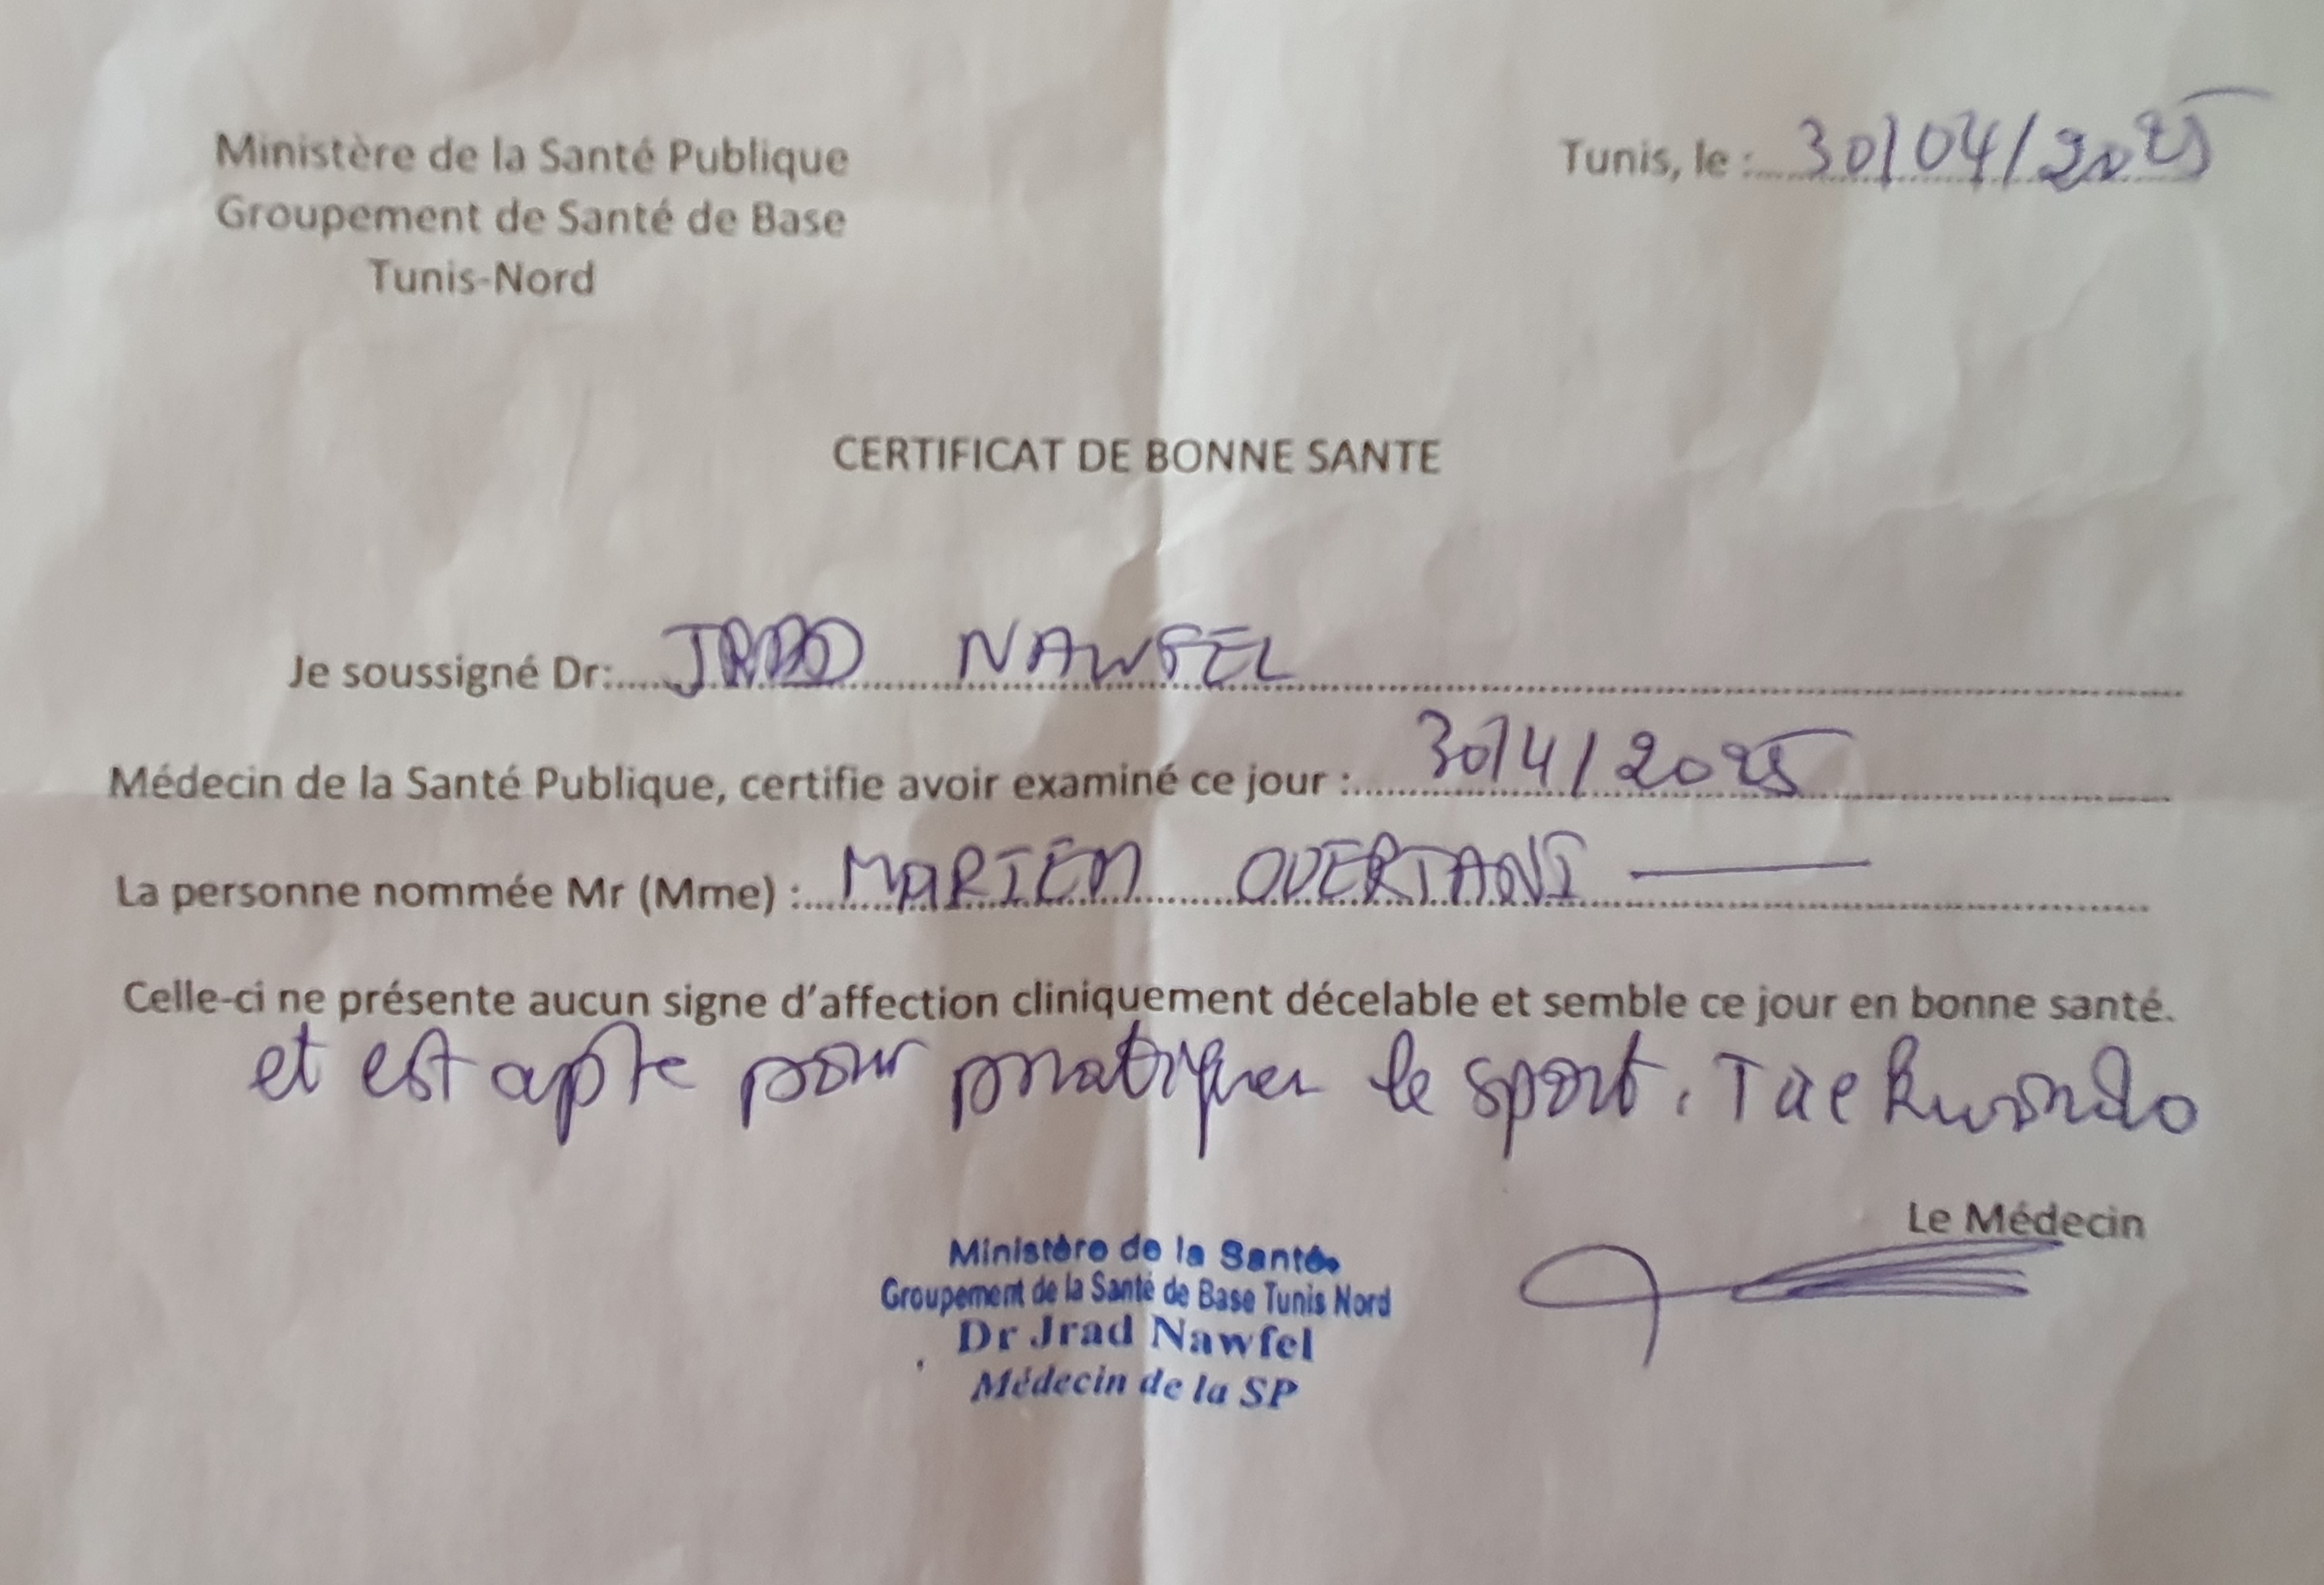 Ministère de la Santé Publique
Groupement de Santé de Base
Tunis-Nord
Tunis, le : 30/04/2025
CERTIFICAT DE BONNE SANTE
Je soussigné Dr: JRAD NAWFEL
Médecin de la Santé Publique, certifie avoir examiné ce jour : 30/4/2025
La personne nommée Mr (Mme) : MARIEM OUERTANI
Celle-ci ne présente aucun signe d'affection cliniquement décelable et semble ce jour en bonne santé.
et est apte pour pratiquer le sport. Taekwondo
Le Médecin
Ministère de la Santé
Groupement de la Santé de Base Tunis Nord
Dr Jrad Nawfel
Médecin de la SP